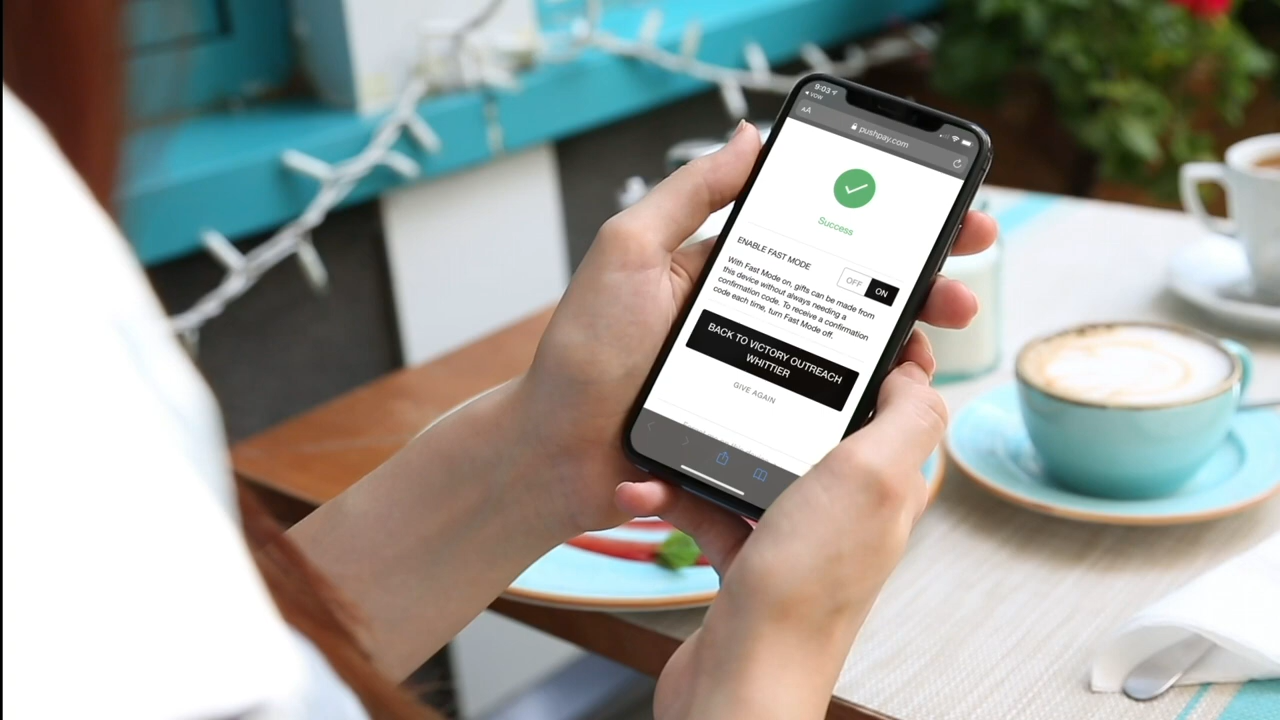 9:03
VOW
AA
pushpay.com
Success
ENABLE FAST MODE
OFF ON
With Fast Mode on, gifts can be made from
this device without always needing a
confirmation code. To receive a confirmation
code each time, turn Fast Mode off.
BACK TO VICTORY OUTREACH
WHITTIER
GIVE AGAIN